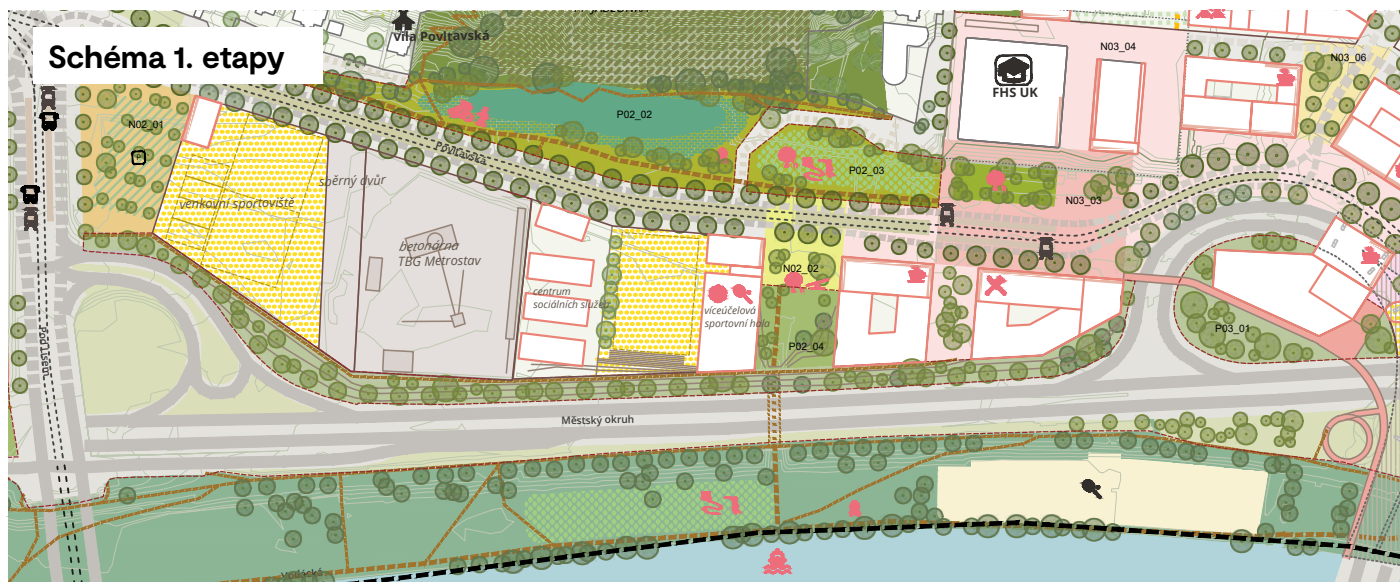 Schéma 1. etapy
Vila Povltavská
N03_04
N03_06
FHS UK
N02_01
P02_02
Povltavská
P02_03
sběrný dvůr
venkovní sportoviště
N03_03
betonárna
TBG Metrostav
N02_02
centrum
sociálních služeb
víceúčelová
sportovní hala
P02_04
P03_01
Městský okruh
Vodácká